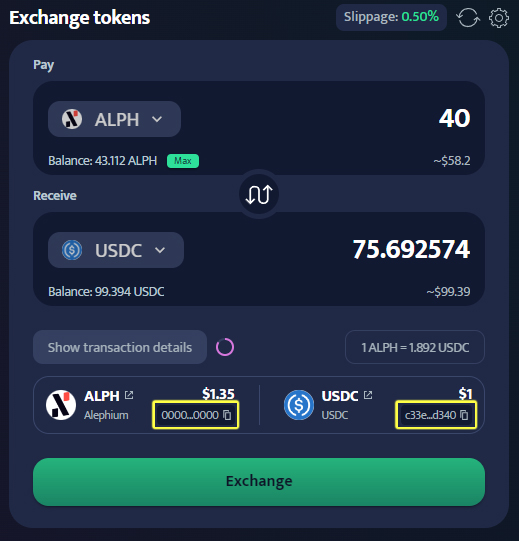 Exchange tokens
Slippage: 0.50%
Pay
ALPH
40
Balance: 43.112 ALPH Max
~$58.2
Receive
USDC
75.692574
Balance: 99.394 USDC
~$99.39
Show transaction details
1 ALPH = 1.892 USDC
ALPH
$1.35
Alephium
0000...0000
USDC
$1
USDC
c33e...d340
Exchange